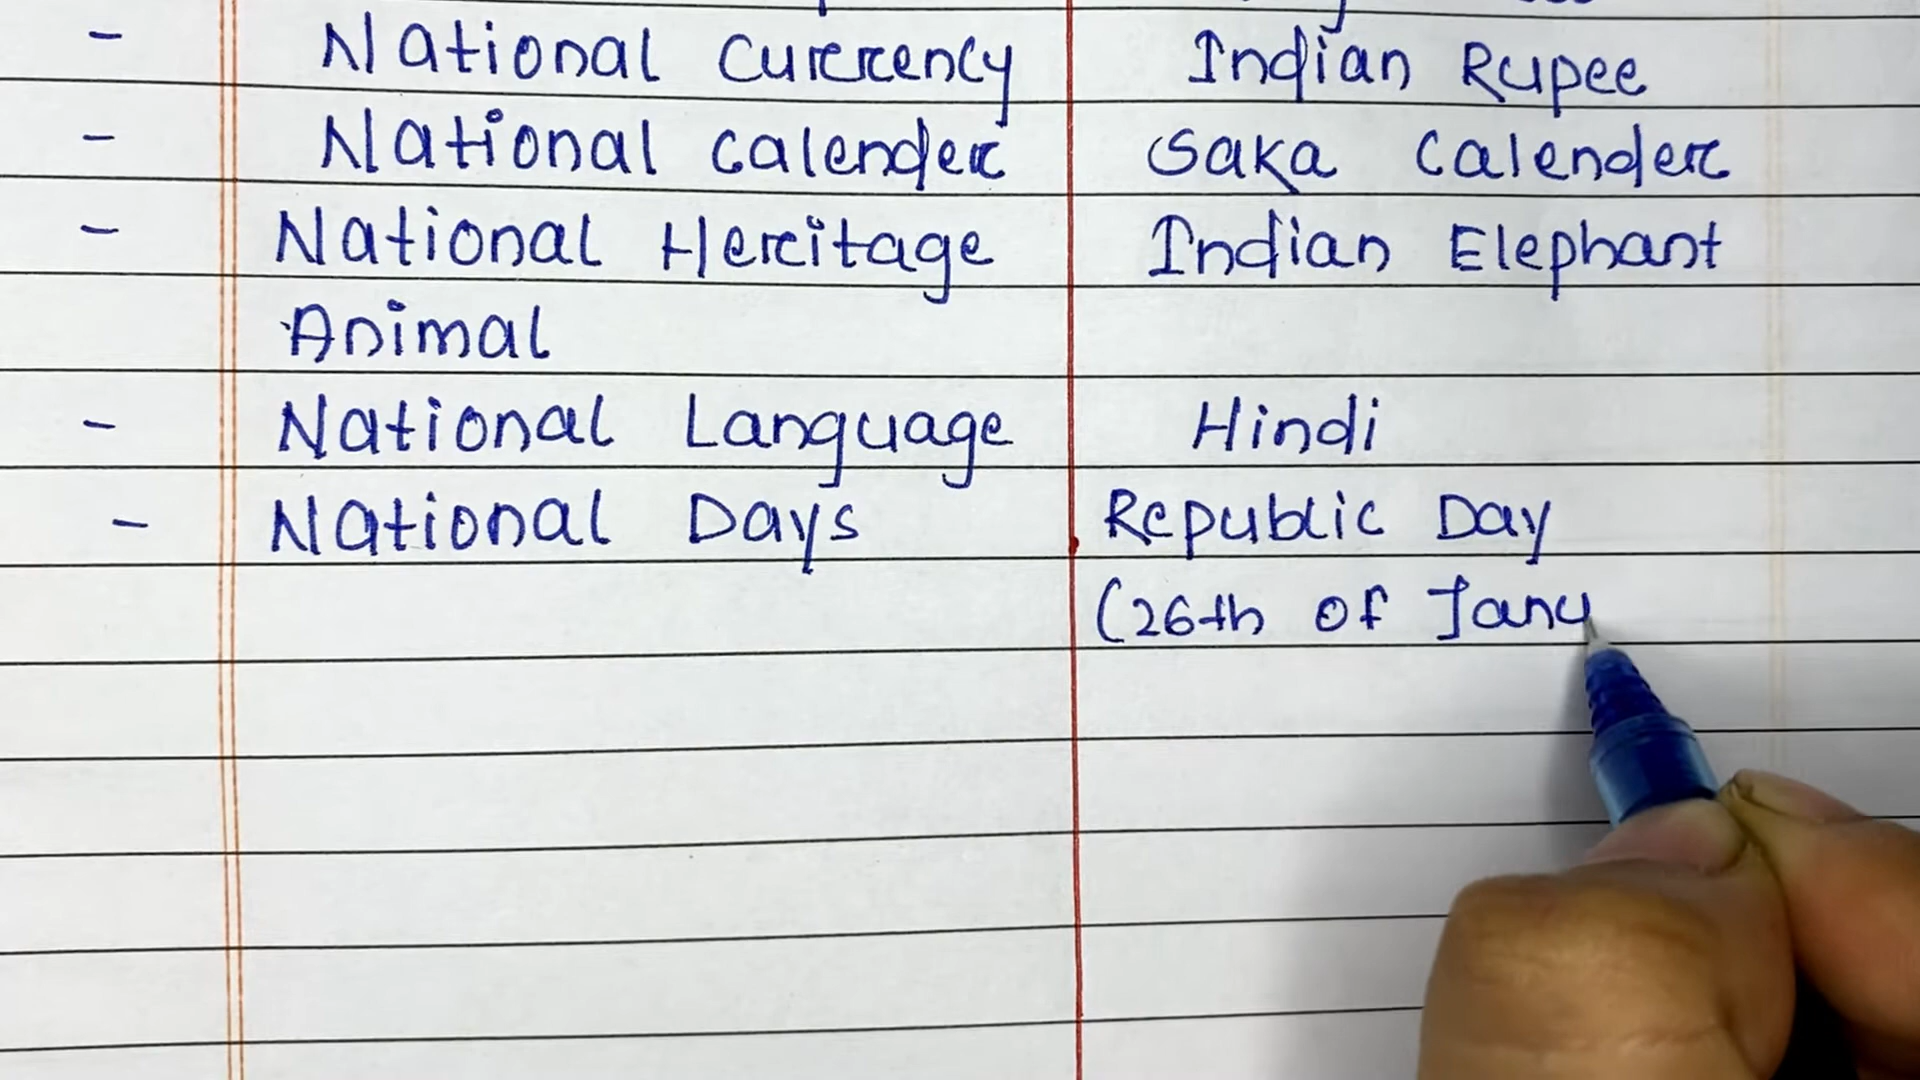 - National Currency Indian Rupee
- National Calender Saka Calender
- National Heritage Indian Elephant
Animal
- National Language Hindi
- National Days Republic Day
(26th of Janu